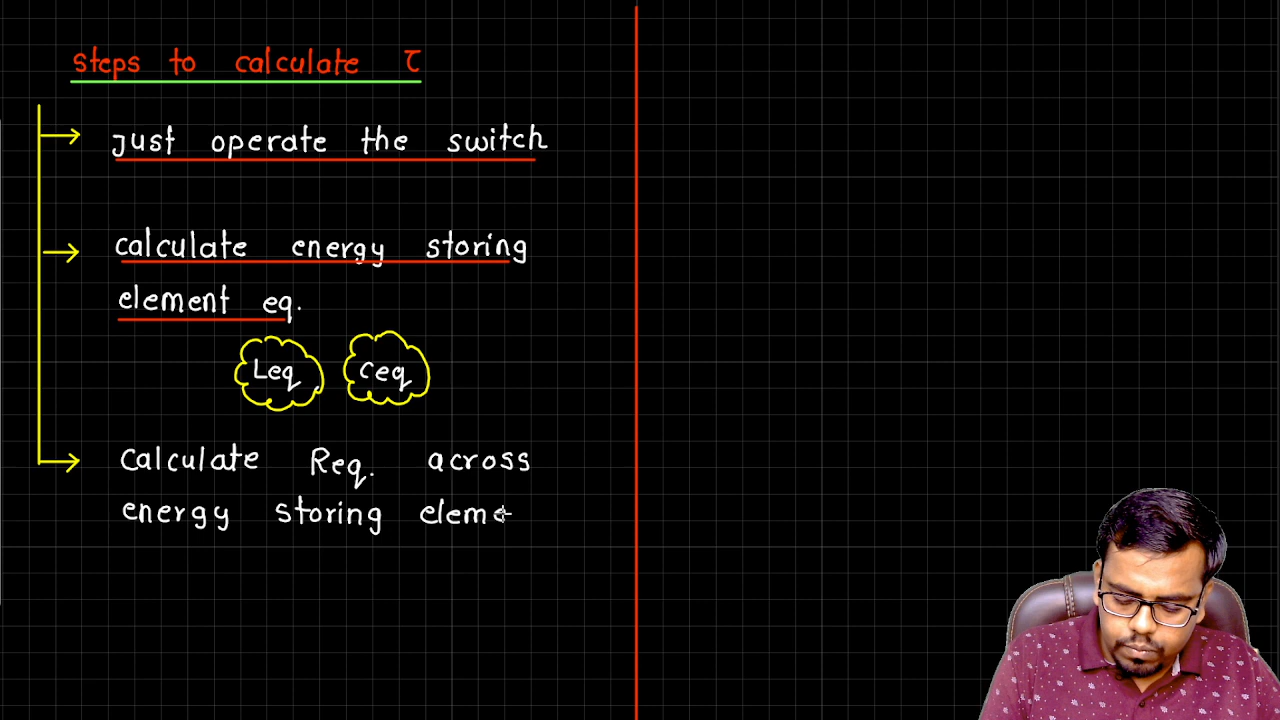 steps to calculate τ
just operate the switch
calculate energy storing
element eq.
Leq, Ceq
Calculate Req. across
energy storing eleme